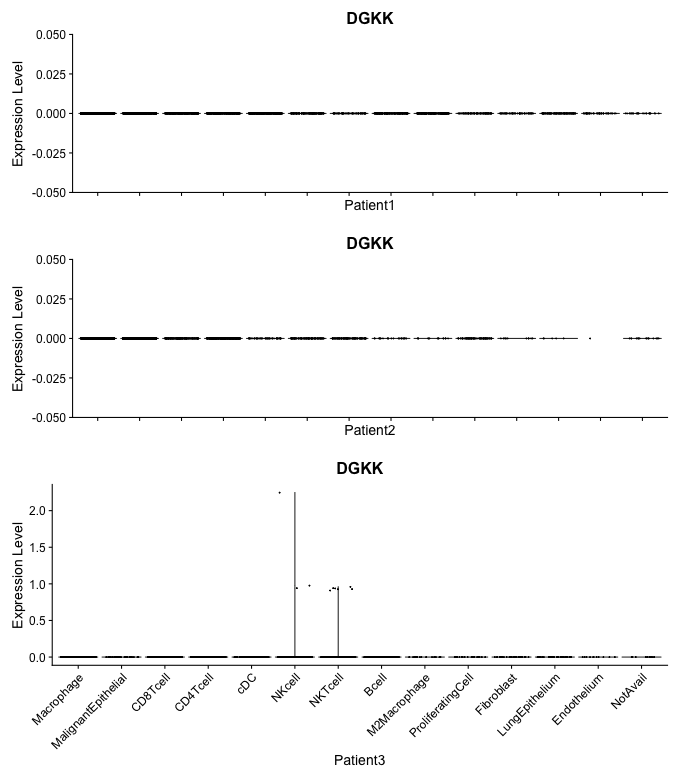 DGKK
Expression Level
0.050
0.025
0.000
-0.025
-0.050
Patient1
DGKK
Expression Level
0.050
0.025
0.000
-0.025
-0.050
Patient2
DGKK
Expression Level
2.0
1.5
1.0
0.5
0.0
Macrophage
MalignantEpithelial
CD8Tcell
CD4Tcell
cDC
NKcell
NKTcell
Bcell
M2Macrophage
ProliferatingCell
Fibroblast
LungEpithelium
Endothelium
NotAvail
Patient3